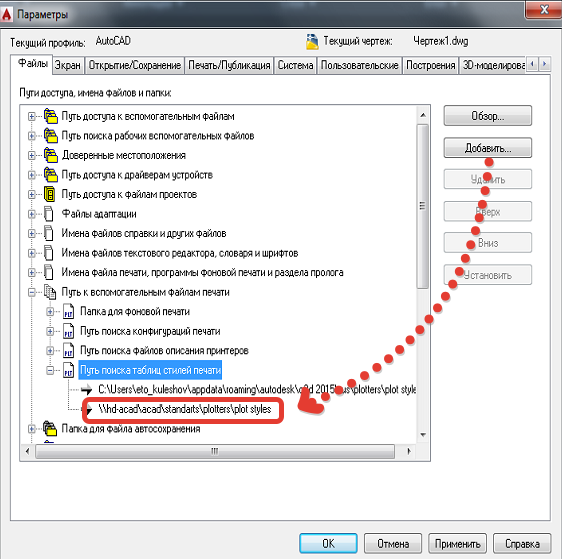 Параметры
Текущий профиль: AutoCAD Текущий чертеж: Чертеж1.dwg
Файлы Экран Открытие/Сохранение Печать/Публикация Система Пользовательские Построения 3D-моделирова
Пути доступа, имена файлов и папки:
Путь доступа к вспомогательным файлам
Путь поиска рабочих вспомогательных файлов
Доверенные местоположения
Путь доступа к драйверам устройств
Путь доступа к файлам проектов
Файлы адаптации
Имена файлов справки и других файлов
Имена файлов текстового редактора, словаря и шрифтов
Имена файла печати, программы фоновой печати и раздела пролога
Путь к вспомогательным файлам печати
Папка для фоновой печати
Путь поиска конфигураций печати
Путь поиска файлов описания принтеров
Путь поиска таблиц стилей печати
C:\Users\eto_kuleshov\appdata\roaming\autodesk\c3d 2015\rus\plotters\plot style
\\hd-acad\acad\standarts\plotters\plot styles
Папка для файла автосохранения
Обзор...
Добавить...
Удалить
Вверх
Вниз
Установить
OK Отмена Применить Справка